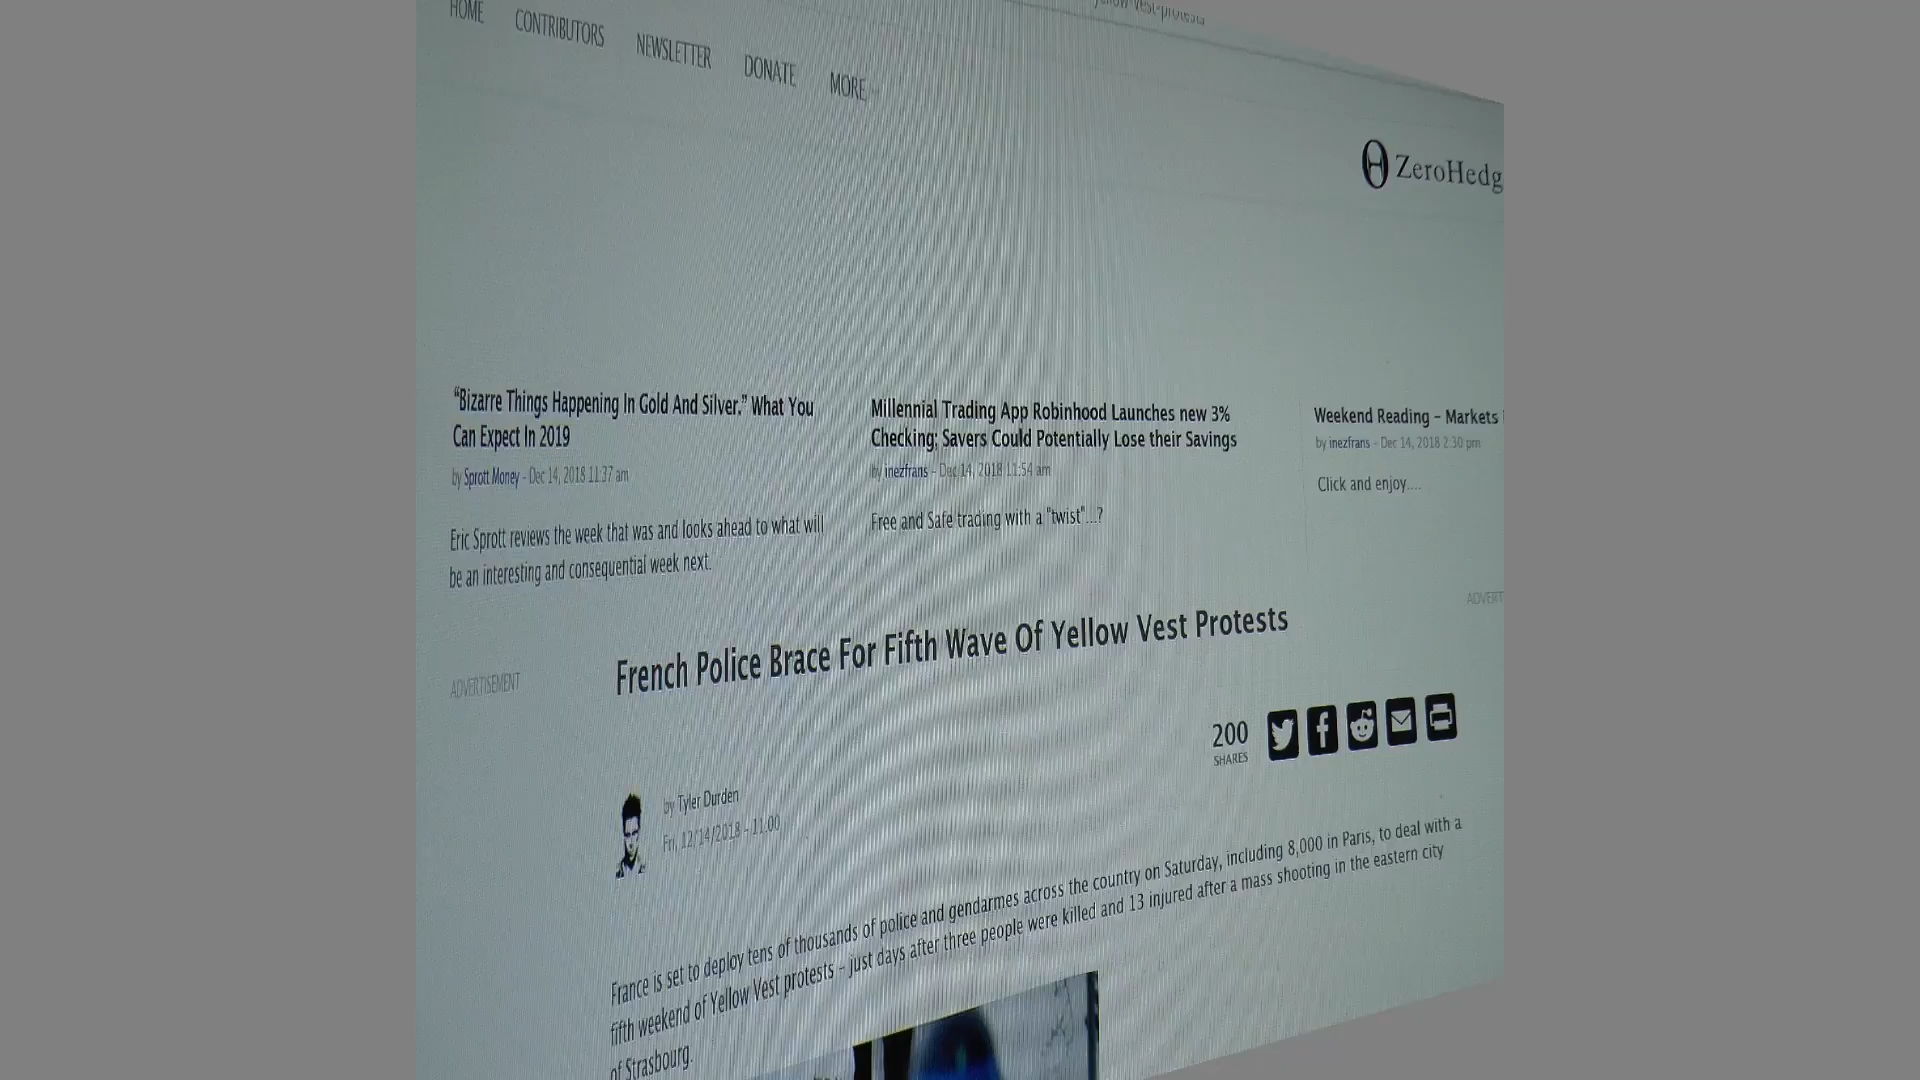 yellow-vest-protests
HOME CONTRIBUTORS NEWSLETTER DONATE MORE
ZeroHedg
"Bizarre Things Happening In Gold And Silver." What You
Can Expect In 2019
by Sprott Money - Dec 14, 2018 11:37 am
Eric Sprott reviews the week that was and looks ahead to what will
be an interesting and consequential week next.
Millennial Trading App Robinhood Launches new 3%
Checking; Savers Could Potentially Lose their Savings
by inezfrans - Dec 14, 2018 11:54 am
Free and Safe trading with a "twist"...?
Weekend Reading – Markets
by inezfrans - Dec 14, 2018 2:30 pm
Click and enjoy....
ADVERT
ADVERTISEMENT
French Police Brace For Fifth Wave Of Yellow Vest Protests
200
SHARES
by Tyler Durden
Fri, 12/14/2018 - 11:00
France is set to deploy tens of thousands of police and gendarmes across the country on Saturday, including 8,000 in Paris, to deal with a
fifth weekend of Yellow Vest protests – just days after three people were killed and 13 injured after a mass shooting in the eastern city
of Strasbourg.